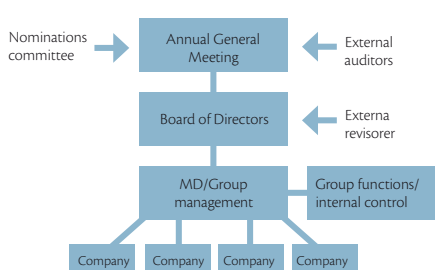 Nominations
committee
Annual General
Meeting
External
auditors
Board of Directors
Externa
revisorer
MD/Group
management
Group functions/
internal control
Company
Company
Company
Company